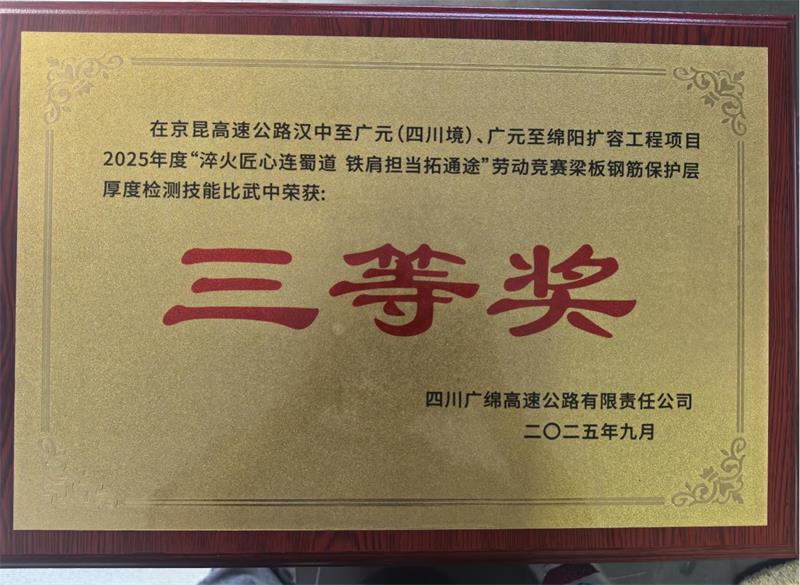 在京昆高速公路汉中至广元(四川境)、广元至绵阳扩容工程项目
2025年度“淬火匠心连蜀道 铁肩担当拓通途”劳动竞赛梁板钢筋保护层
厚度检测技能比武中荣获:
三等奖
四川广绵高速公路有限责任公司
二〇二五年九月